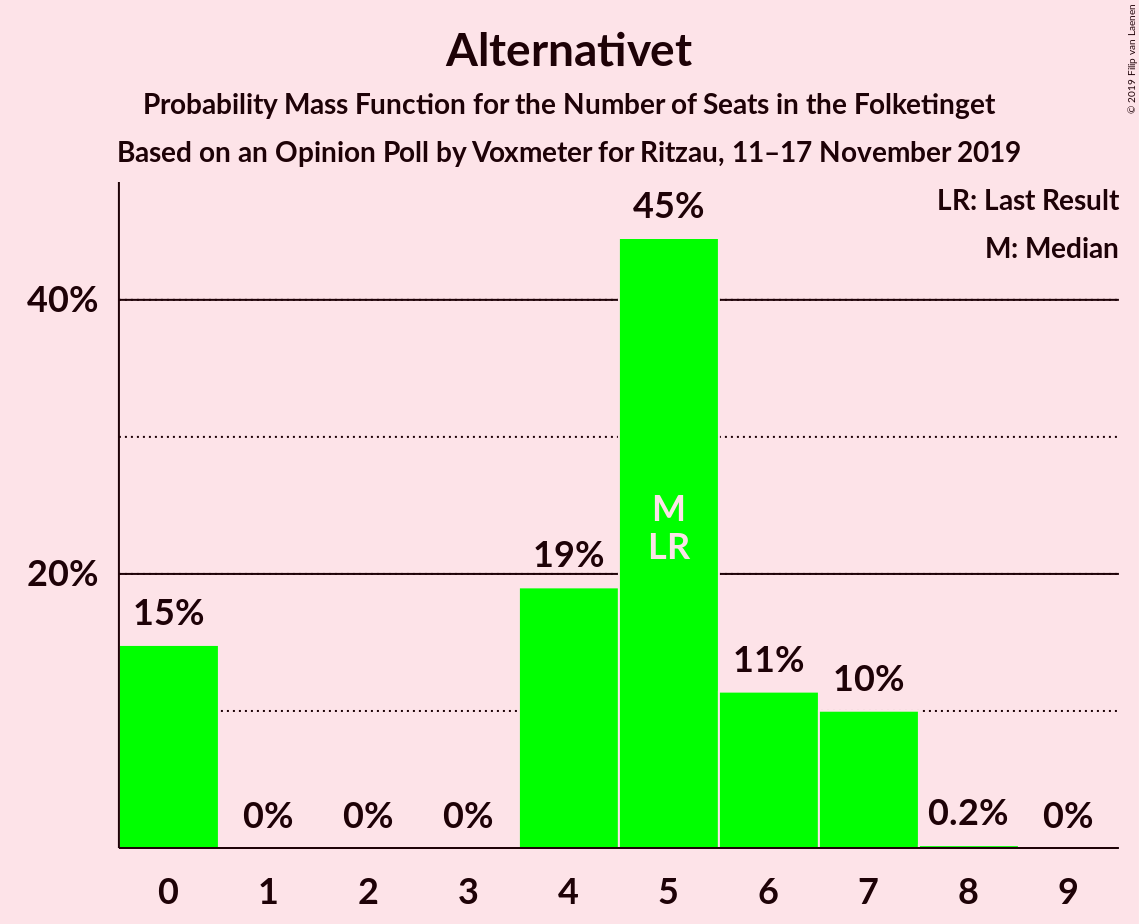 Alternativet
Probability Mass Function for the Number of Seats in the Folketinget
Based on an Opinion Poll by Voxmeter for Ritzau, 11–17 November 2019
© 2019 Filip van Laenen
LR: Last Result
M: Median
40%
20%
15%
0%
0%
0%
19%
45%
M
LR
11%
10%
0.2%
0%
0 1 2 3 4 5 6 7 8 9